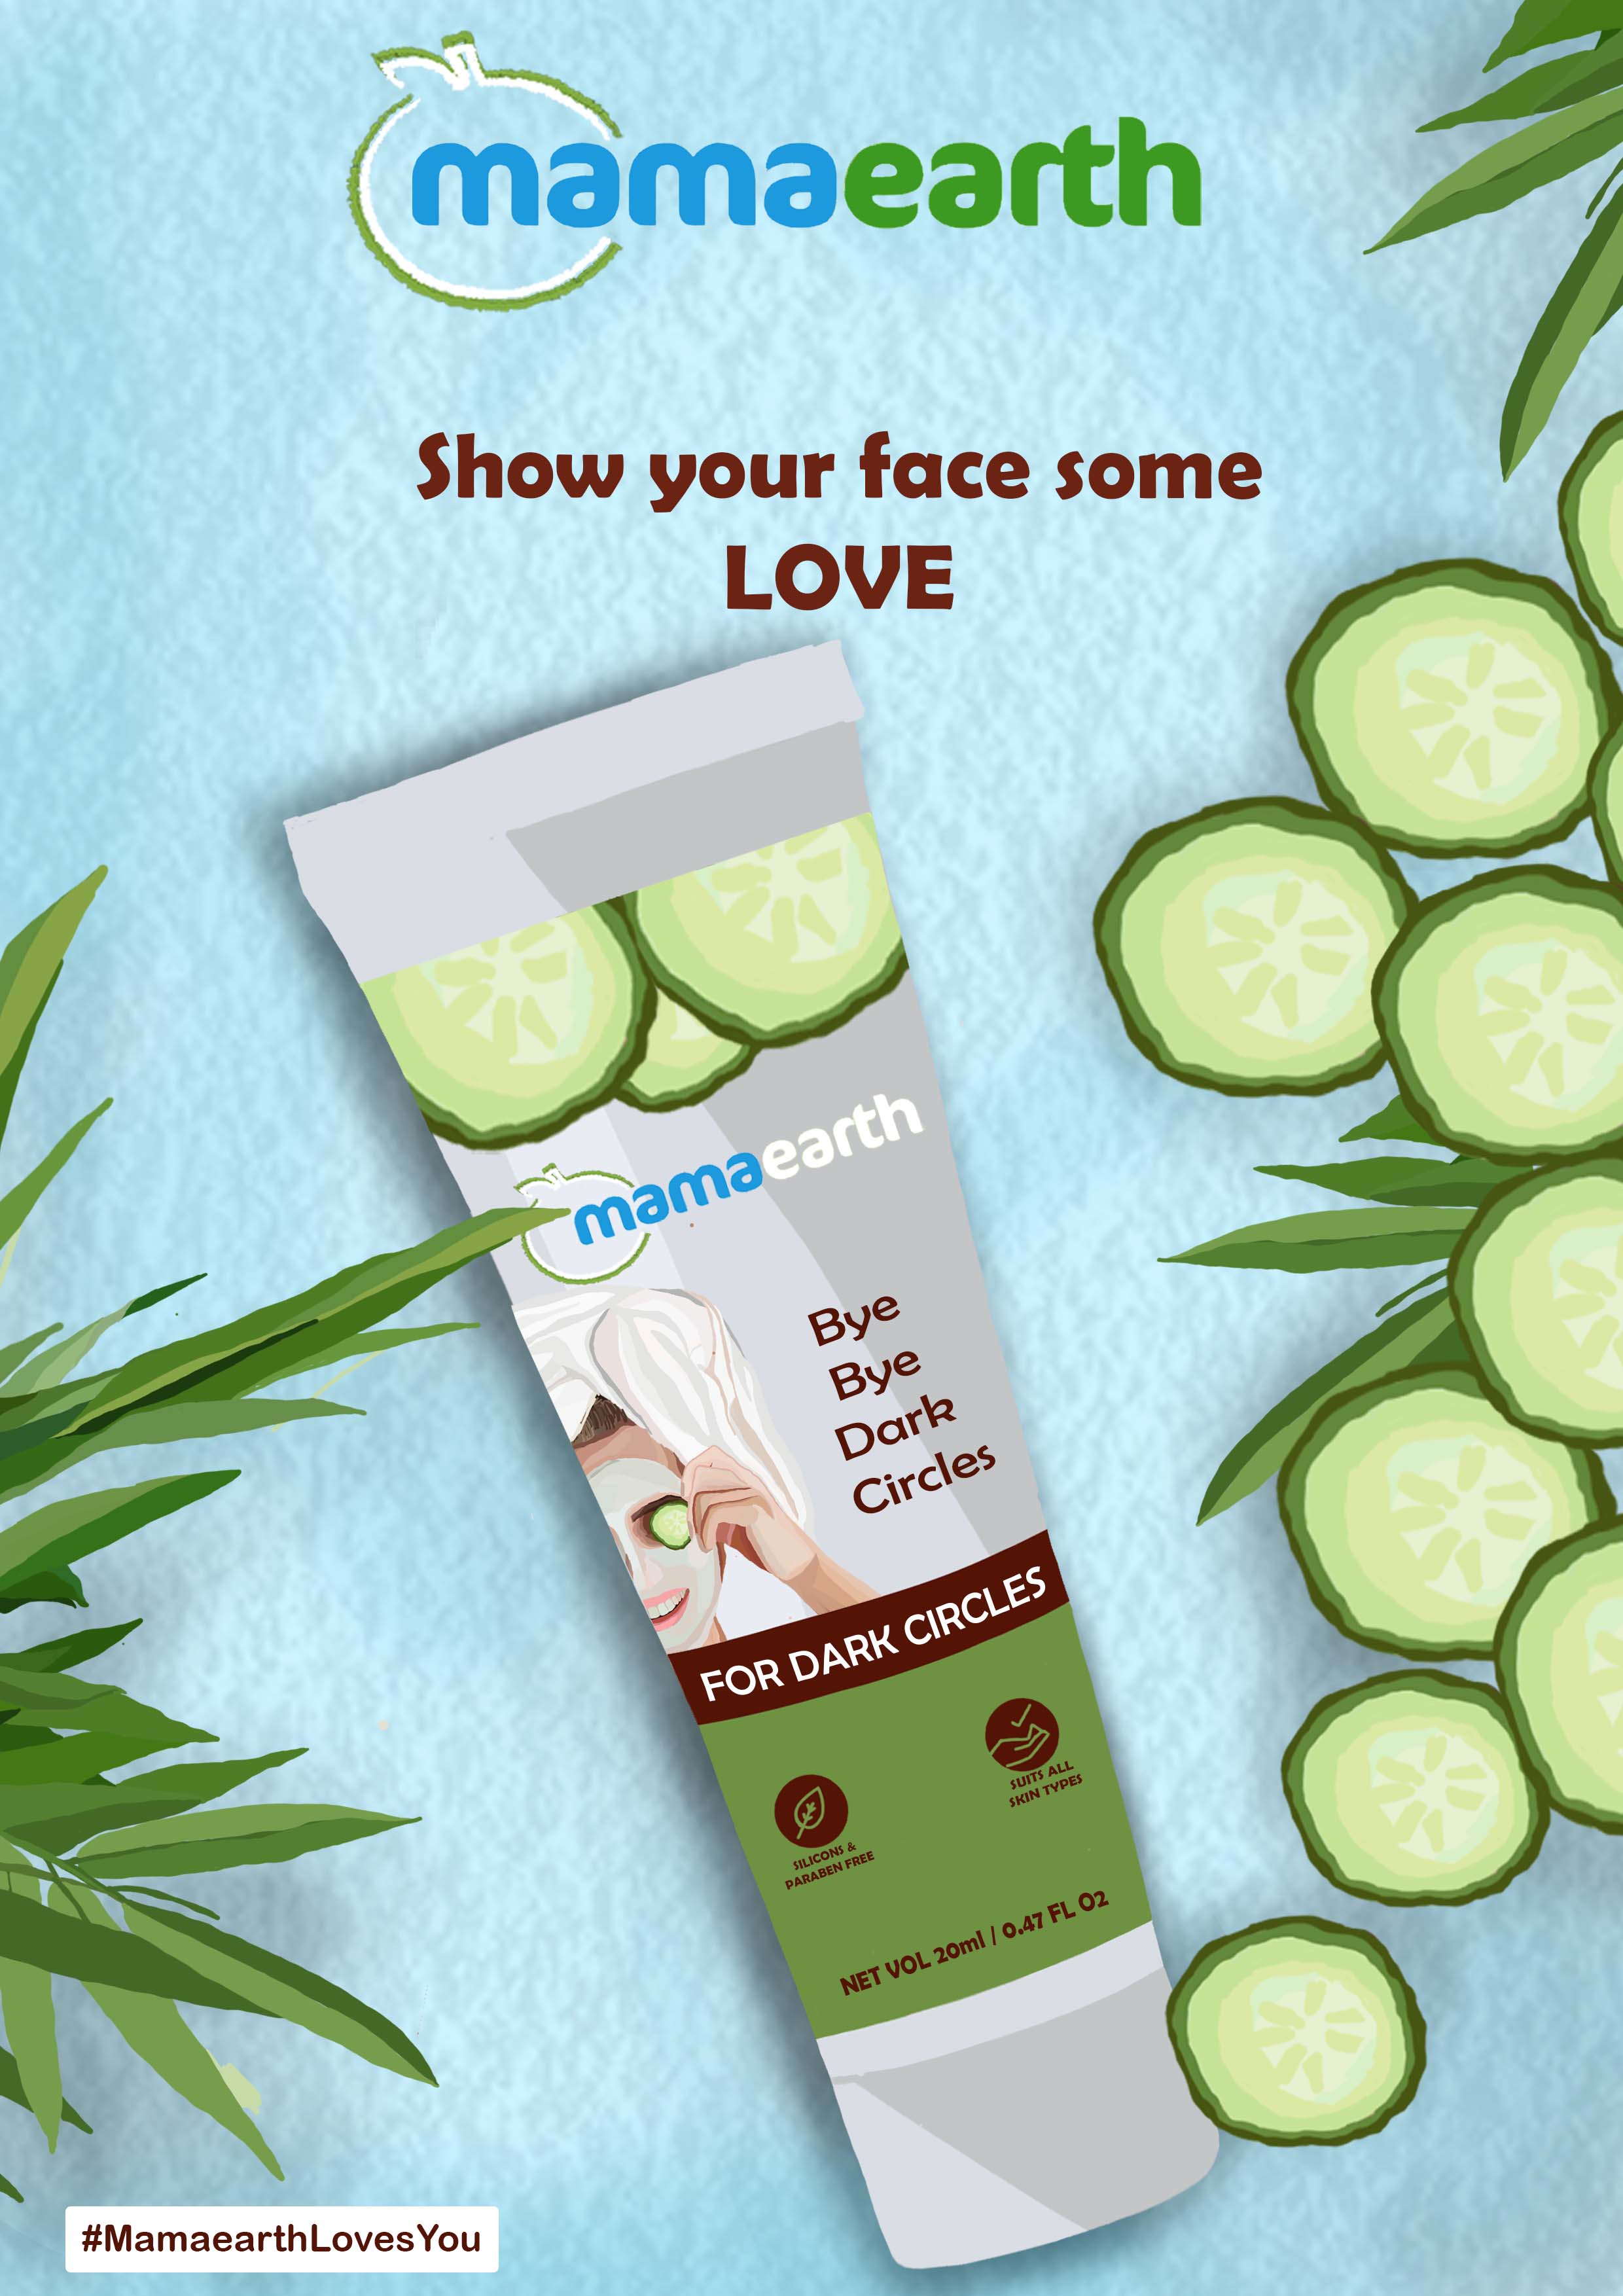 mamaearth
Show your face some
LOVE
mamaearth
Bye
Bye
Dark
Circles
FOR DARK CIRCLES
SUITS ALL
SKIN TYPES
SILICONS &
PARABEN FREE
NET VOL 20ml / 0.47 FL O2
#MamaearthLovesYou